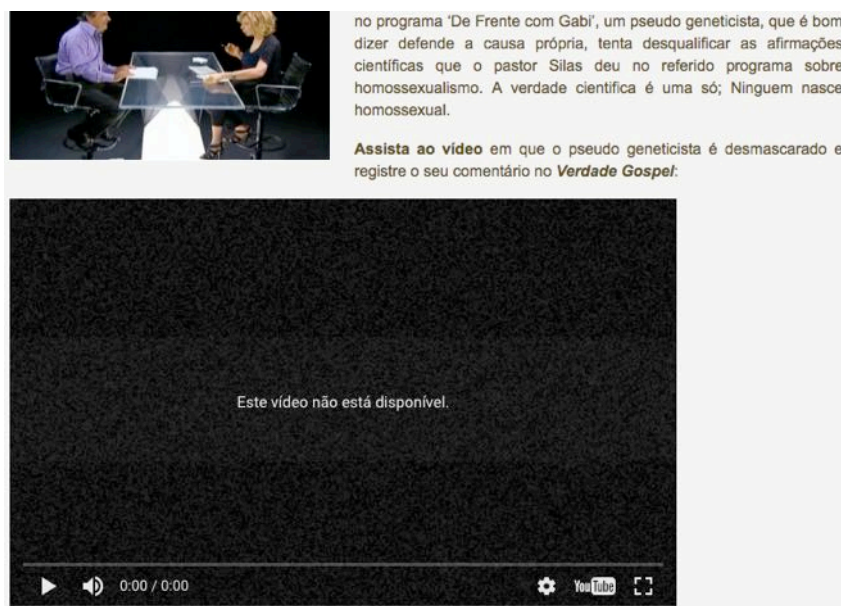 no programa 'De Frente com Gabi', um pseudo geneticista, que é bom
dizer defende a causa própria, tenta desqualificar as afirmações
científicas que o pastor Silas deu no referido programa sobre
homossexualismo. A verdade cientifica é uma só; Ninguem nasce
homossexual.
Assista ao vídeo em que o pseudo geneticista é desmascarado e
registre o seu comentário no Verdade Gospel:
Este vídeo não está disponível.
0:00 / 0:00
YouTube